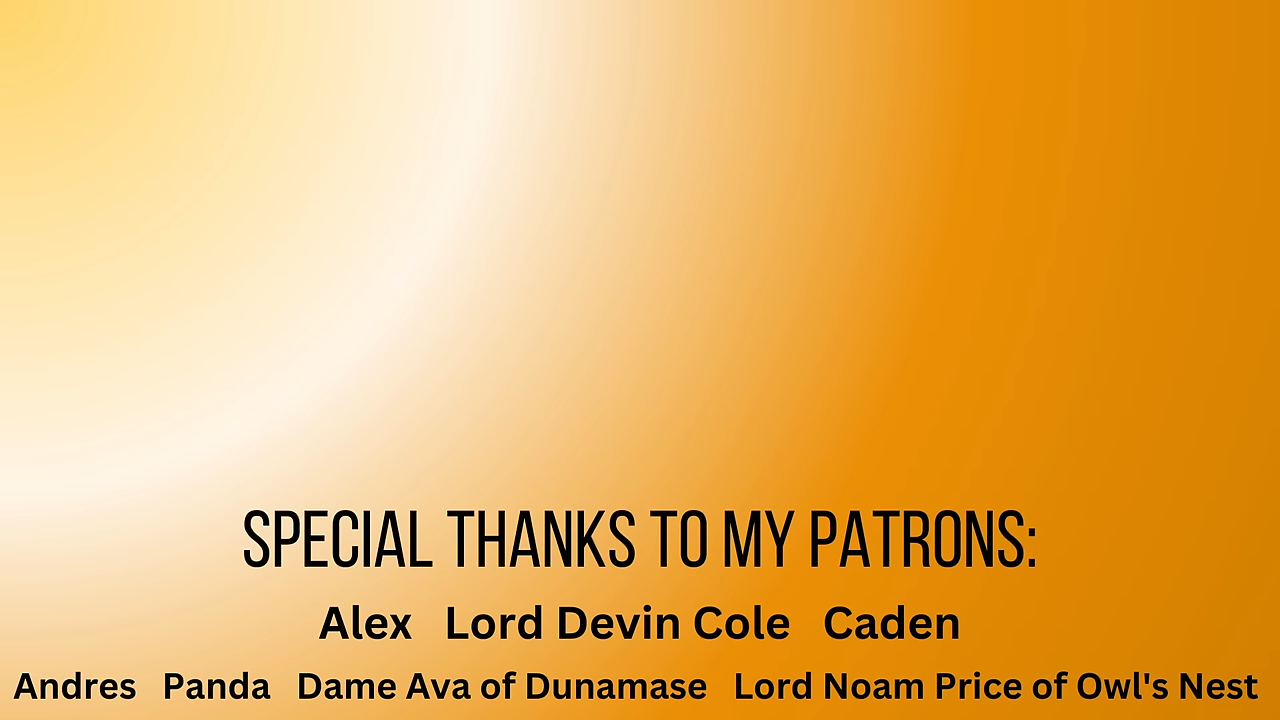 SPECIAL THANKS TO MY PATRONS:
Alex Lord Devin Cole Caden
Andres Panda Dame Ava of Dunamase Lord Noam Price of Owl's Nest